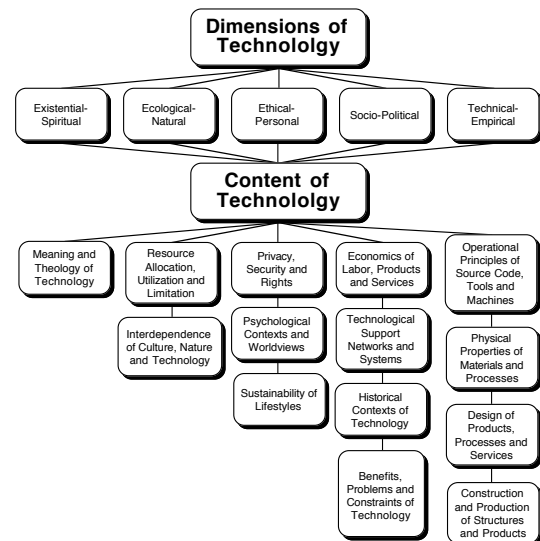 Dimensions of
Technololgy
Existential-
Spiritual
Ecological-
Natural
Ethical-
Personal
Socio-Political
Technical-
Empirical
Content of
Technololgy
Meaning and
Theology of
Technology
Resource
Allocation,
Utilization and
Limitation
Interdependence
of Culture, Nature
and Technology
Privacy,
Security and
Rights
Psychological
Contexts and
Worldviews
Sustainability of
Lifestyles
Economics of
Labor, Products
and Services
Technological
Support
Networks and
Systems
Historical
Contexts of
Technology
Benefits,
Problems and
Constraints of
Technology
Operational
Principles of
Source Code,
Tools and
Machines
Physical
Properties of
Materials and
Processes
Design of
Products,
Processes and
Services
Construction
and Production
of Structures
and Products